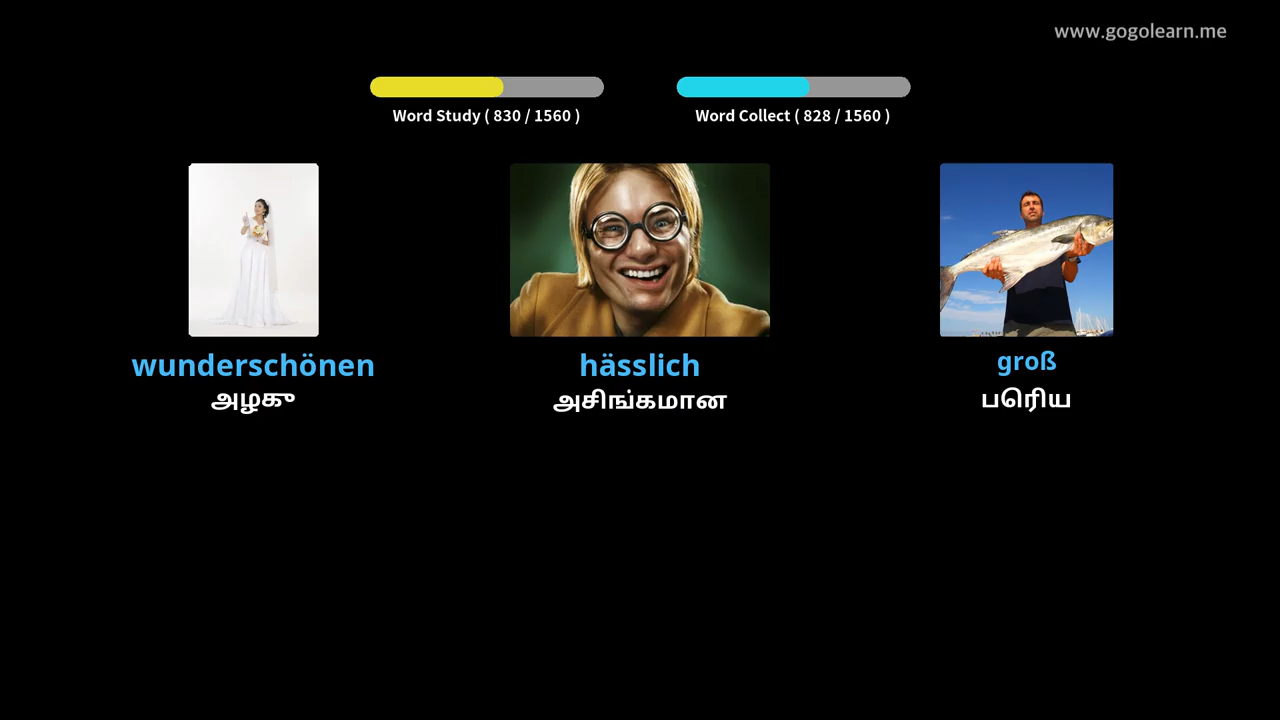 www.gogolearn.me
Word Study ( 830 / 1560 )
Word Collect ( 828 / 1560 )
wunderschönen
அழகு
hässlich
அசிங்கமான
groß
பெரிய